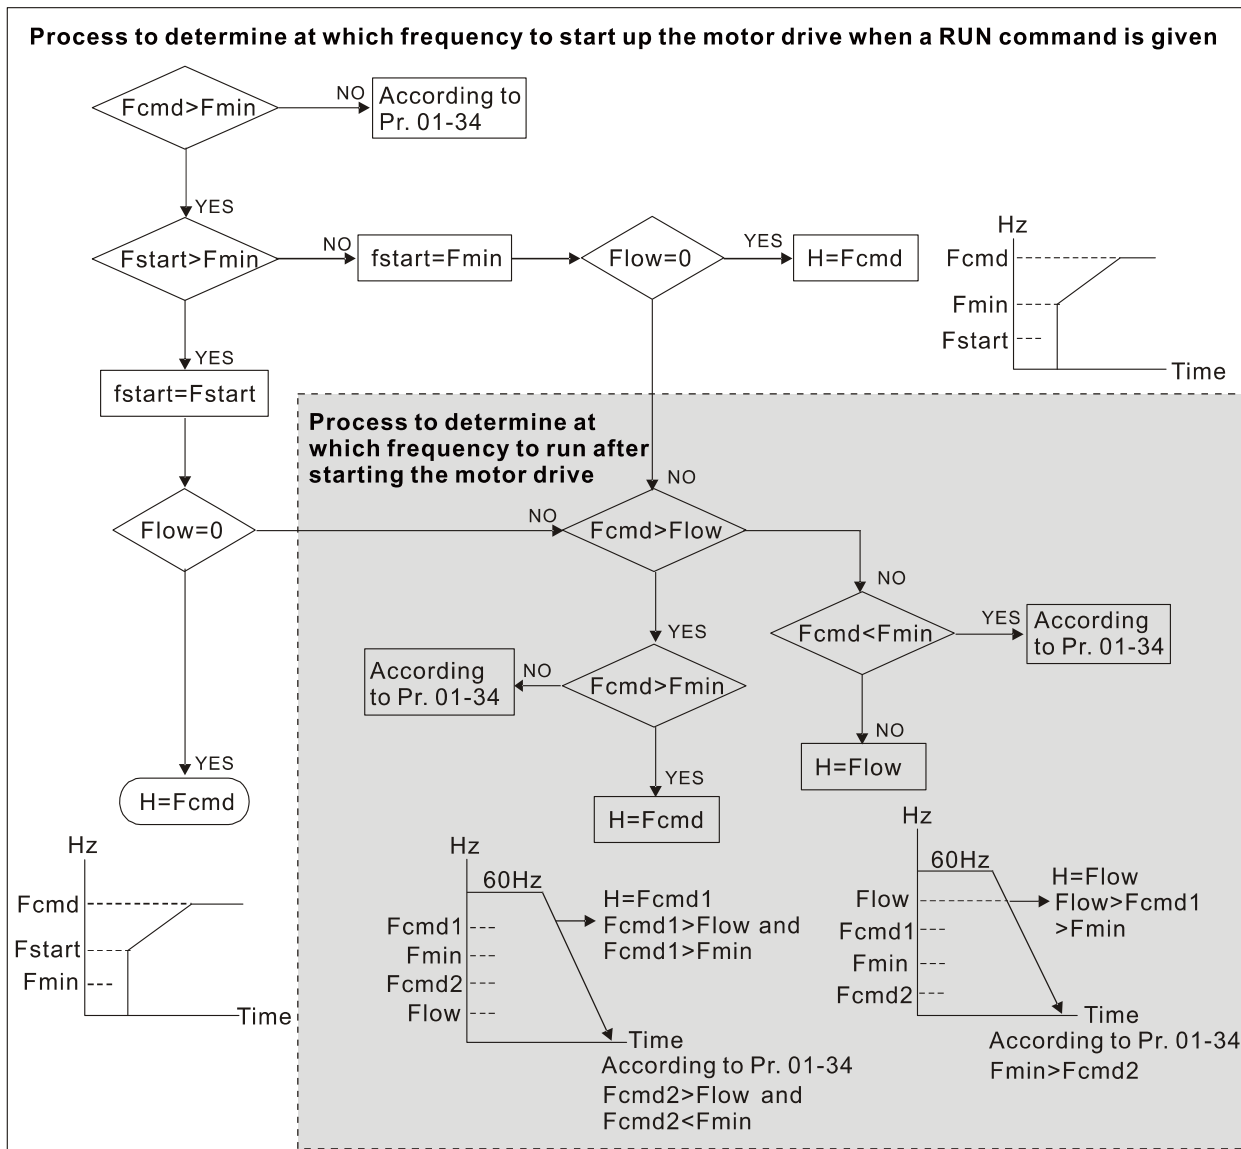 Process to determine at which frequency to start up the motor drive when a RUN command is given
Fcmd>Fmin
NO
According to
Pr. 01-34
YES
Fstart>Fmin
NO
fstart=Fmin
Flow=0
YES
H=Fcmd
Hz
Fcmd
Fmin
Fstart
Time
YES
fstart=Fstart
Process to determine at
which frequency to run after
starting the motor drive
NO
Flow=0
NO
Fcmd>Flow
NO
Fcmd<Fmin
YES
According
to Pr. 01-34
YES
Fcmd>Fmin
NO
According
to Pr. 01-34
NO
H=Flow
YES
H=Fcmd
YES
H=Fcmd
Hz
Fcmd
Fstart
Fmin
Time
Hz
60Hz
H=Fcmd1
Fcmd1>Flow and
Fcmd1>Fmin
Fcmd1
Fmin
Fcmd2
Flow
Time
According to Pr. 01-34
Fcmd2>Flow and
Fcmd2<Fmin
Hz
60Hz
H=Flow
Flow>Fcmd1
>Fmin
Flow
Fcmd1
Fmin
Fcmd2
Time
According to Pr. 01-34
Fmin>Fcmd2